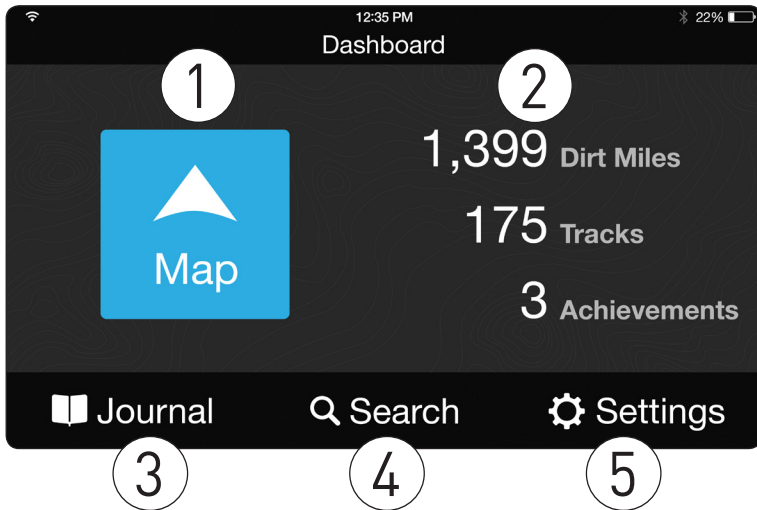 12:35 PM
22%
Dashboard
1
2
1,399 Dirt Miles
175 Tracks
Map
3 Achievements
Journal
Search
Settings
3
4
5